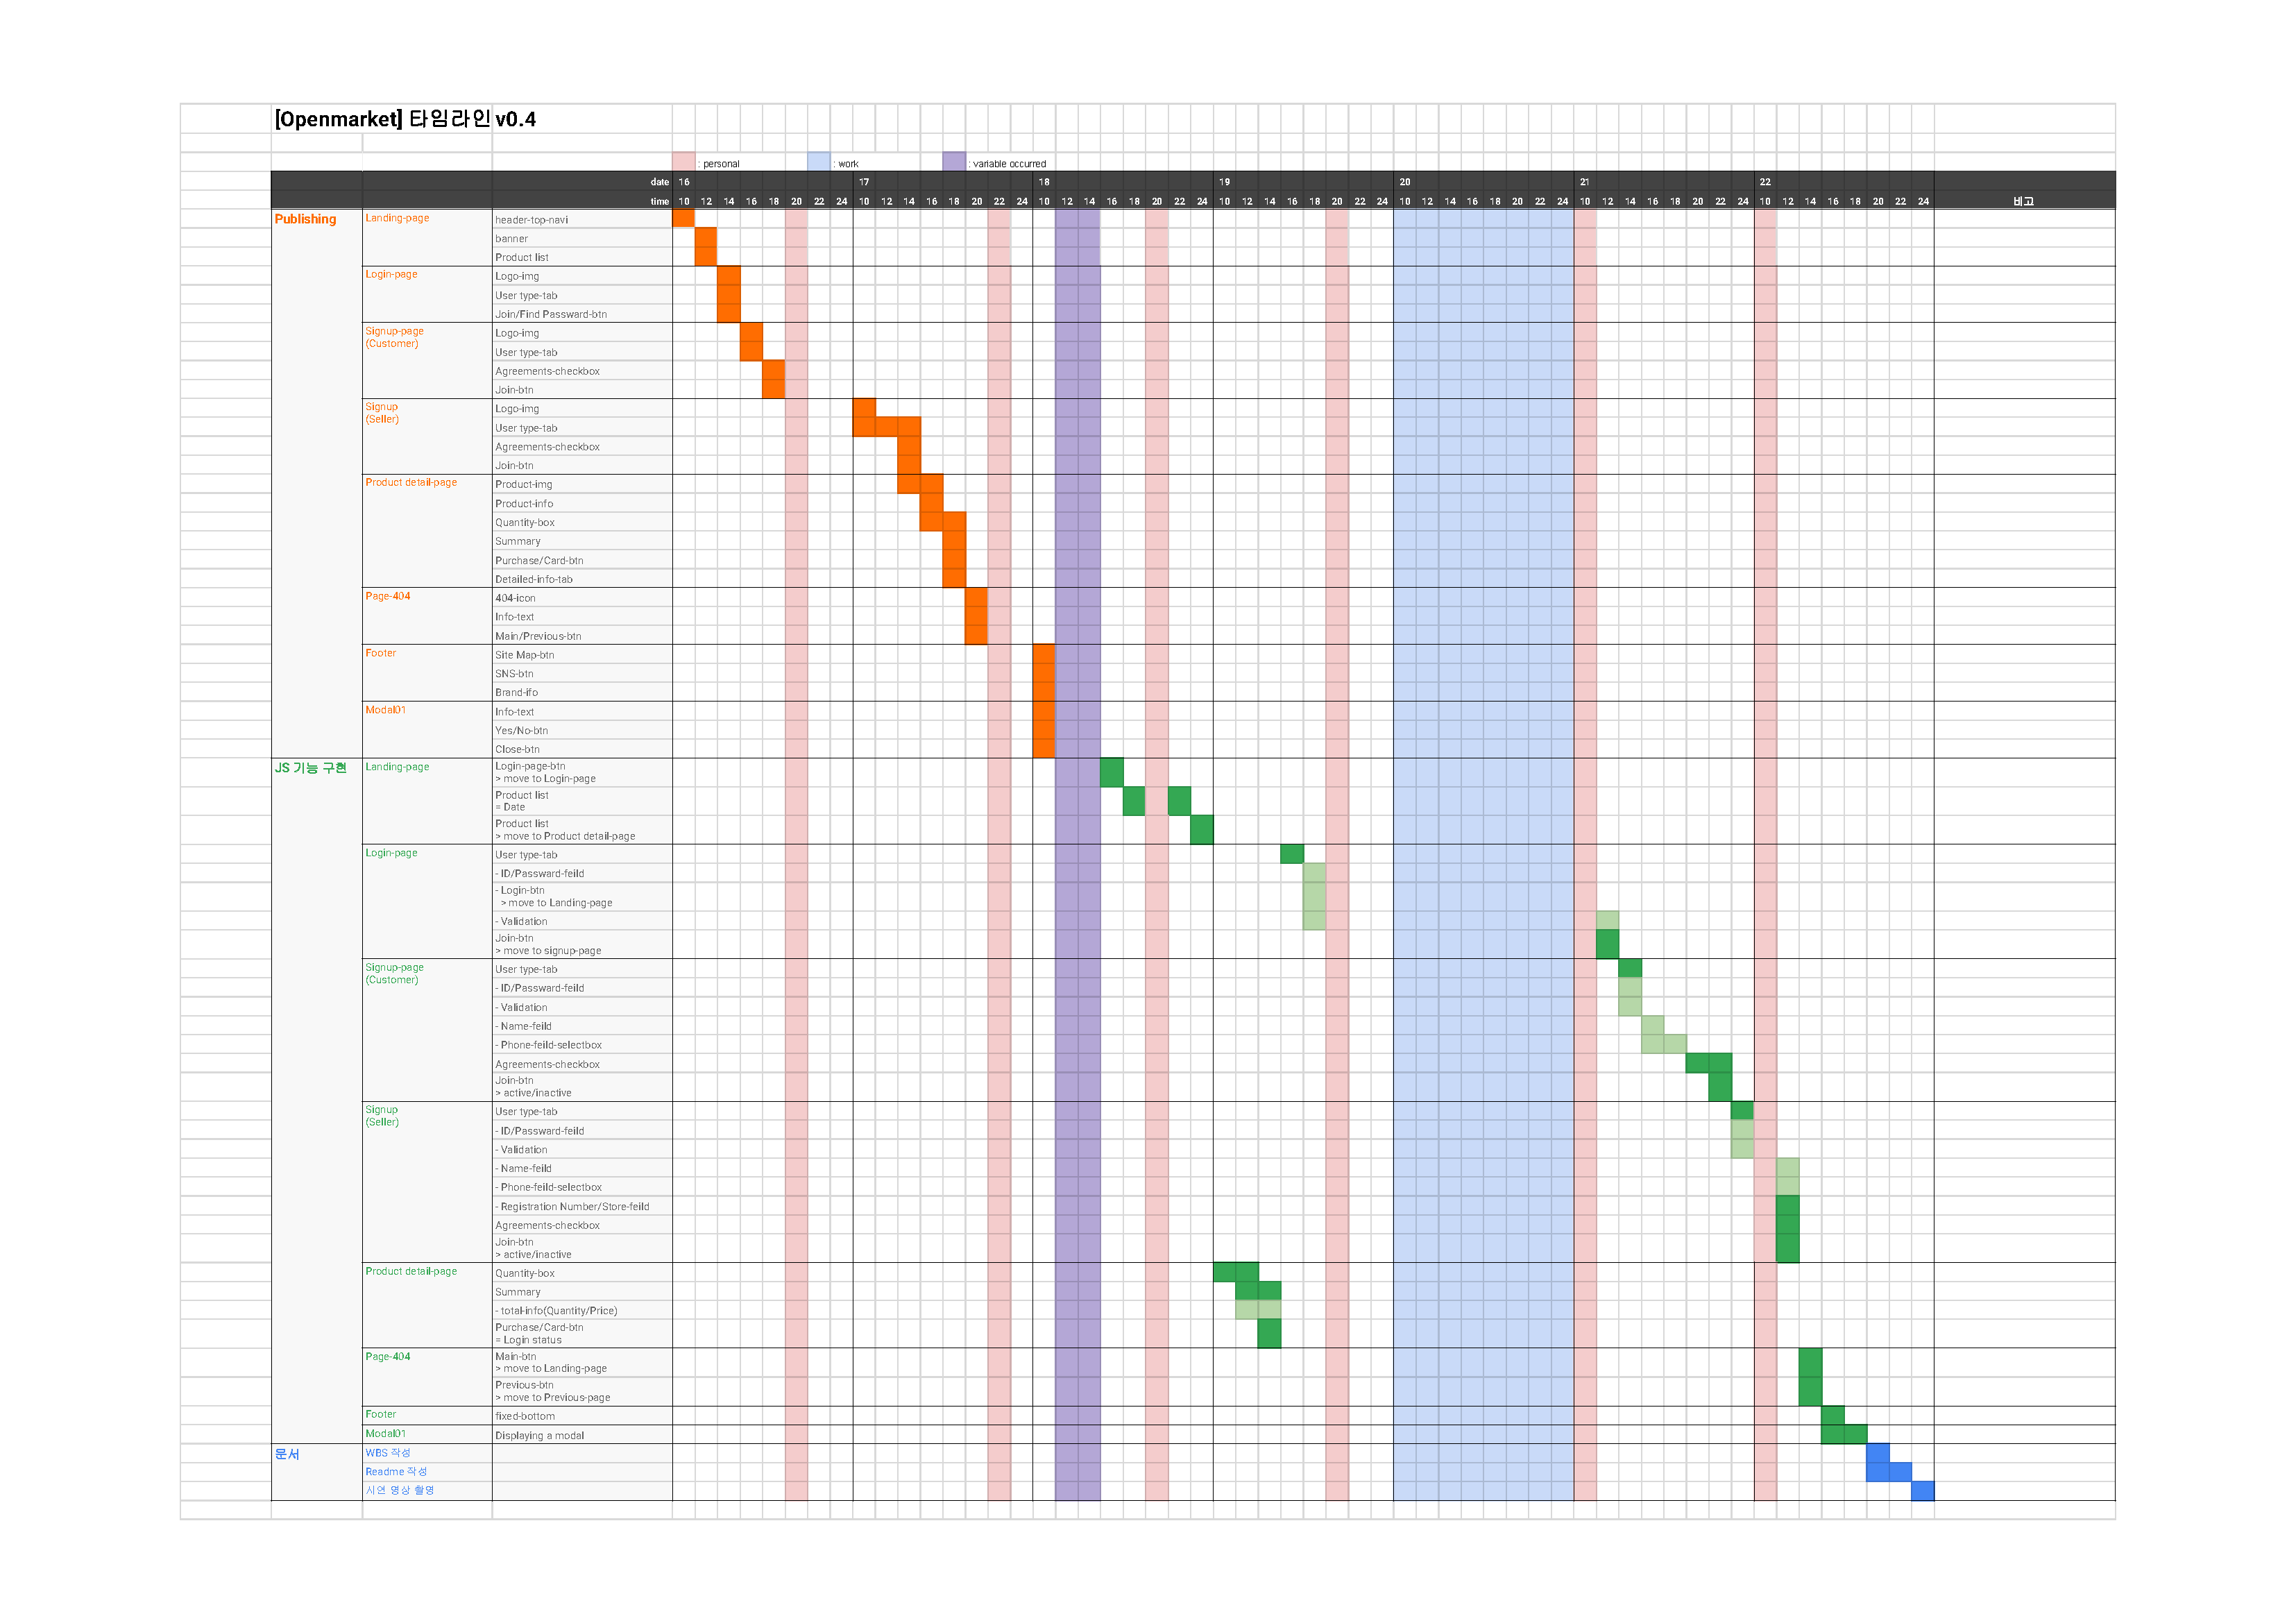 [Openmarket] 타임라인 v0.4
: personal : work : variable occurred
date 16 17 18 19 20 21 22
time 10 12 14 16 18 20 22 24 10 12 14 16 18 20 22 24 10 12 14 16 18 20 22 24 10 12 14 16 18 20 22 24 10 12 14 16 18 20 22 24 10 12 14 16 18 20 22 24 10 12 14 16 18 20 22 24 비고
Publishing Landing-page header-top-navi
banner
Product list
Login-page Logo-img
User type-tab
Join/Find Passward-btn
Signup-page
(Customer)
Logo-img
User type-tab
Agreements-checkbox
Join-btn
Signup
(Seller)
Logo-img
User type-tab
Agreements-checkbox
Join-btn
Product detail-page Product-img
Product-info
Quantity-box
Summary
Purchase/Card-btn
Detailed-info-tab
Page-404 404-icon
Info-text
Main/Previous-btn
Footer Site Map-btn
SNS-btn
Brand-ifo
Modal01 Info-text
Yes/No-btn
Close-btn
JS 기능 구현 Landing-page Login-page-btn
> move to Login-page
Product list
= Date
Product list
> move to Product detail-page
Login-page User type-tab
- ID/Passward-feild
- Login-btn
> move to Landing-page
- Validation
Join-btn
> move to signup-page
Signup-page
(Customer)
User type-tab
- ID/Passward-feild
- Validation
- Name-feild
- Phone-feild-selectbox
Agreements-checkbox
Join-btn
> active/inactive
Signup
(Seller)
User type-tab
- ID/Passward-feild
- Validation
- Name-feild
- Phone-feild-selectbox
- Registration Number/Store-feild
Agreements-checkbox
Join-btn
> active/inactive
Product detail-page Quantity-box
Summary
- total-info(Quantity/Price)
Purchase/Card-btn
= Login status
Page-404 Main-btn
> move to Landing-page
Previous-btn
> move to Previous-page
Footer fixed-bottom
Modal01 Displaying a modal
문서 WBS 작성
Readme 작성
시연 영상 촬영